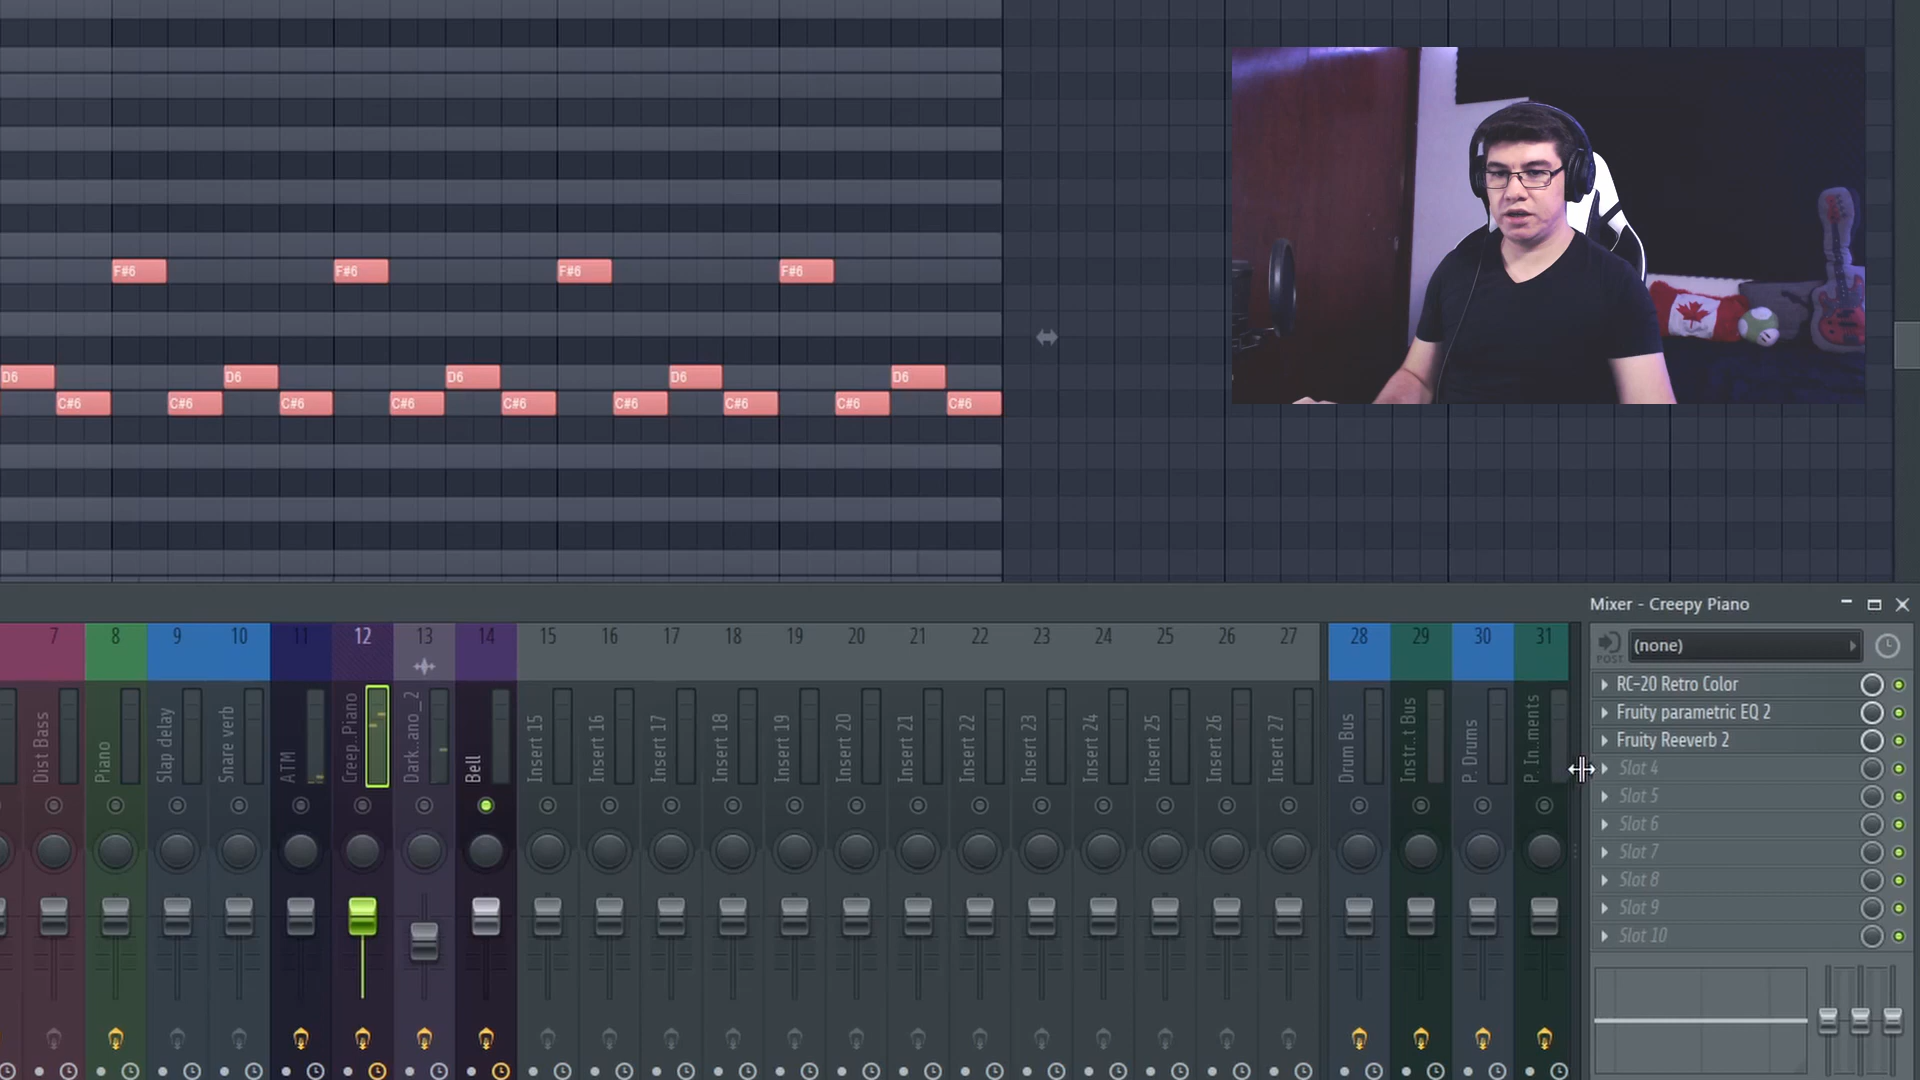 F#6 F#6 F#6 F#6
D6 D6 D6 D6 D6
C#6 C#6 C#6 C#6 C#6 C#6 C#6 C#6 C#6
Mixer - Creepy Piano
7 8 9 10 11 12 13 14 15 16 17 18 19 20 21 22 23 24 25 26 27 28 29 30 31
POST
(none)
Dist Bass
Piano
Slap delay
Snare verb
ATM
Creep..Piano
Dark..ano_2
Bell
Insert 15
Insert 16
Insert 17
Insert 18
Insert 19
Insert 20
Insert 21
Insert 22
Insert 23
Insert 24
Insert 25
Insert 26
Insert 27
Drum Bus
Instr..t Bus
P. Drums
P. In..ments
RC-20 Retro Color
Fruity parametric EQ 2
Fruity Reeverb 2
Slot 4
Slot 5
Slot 6
Slot 7
Slot 8
Slot 9
Slot 10